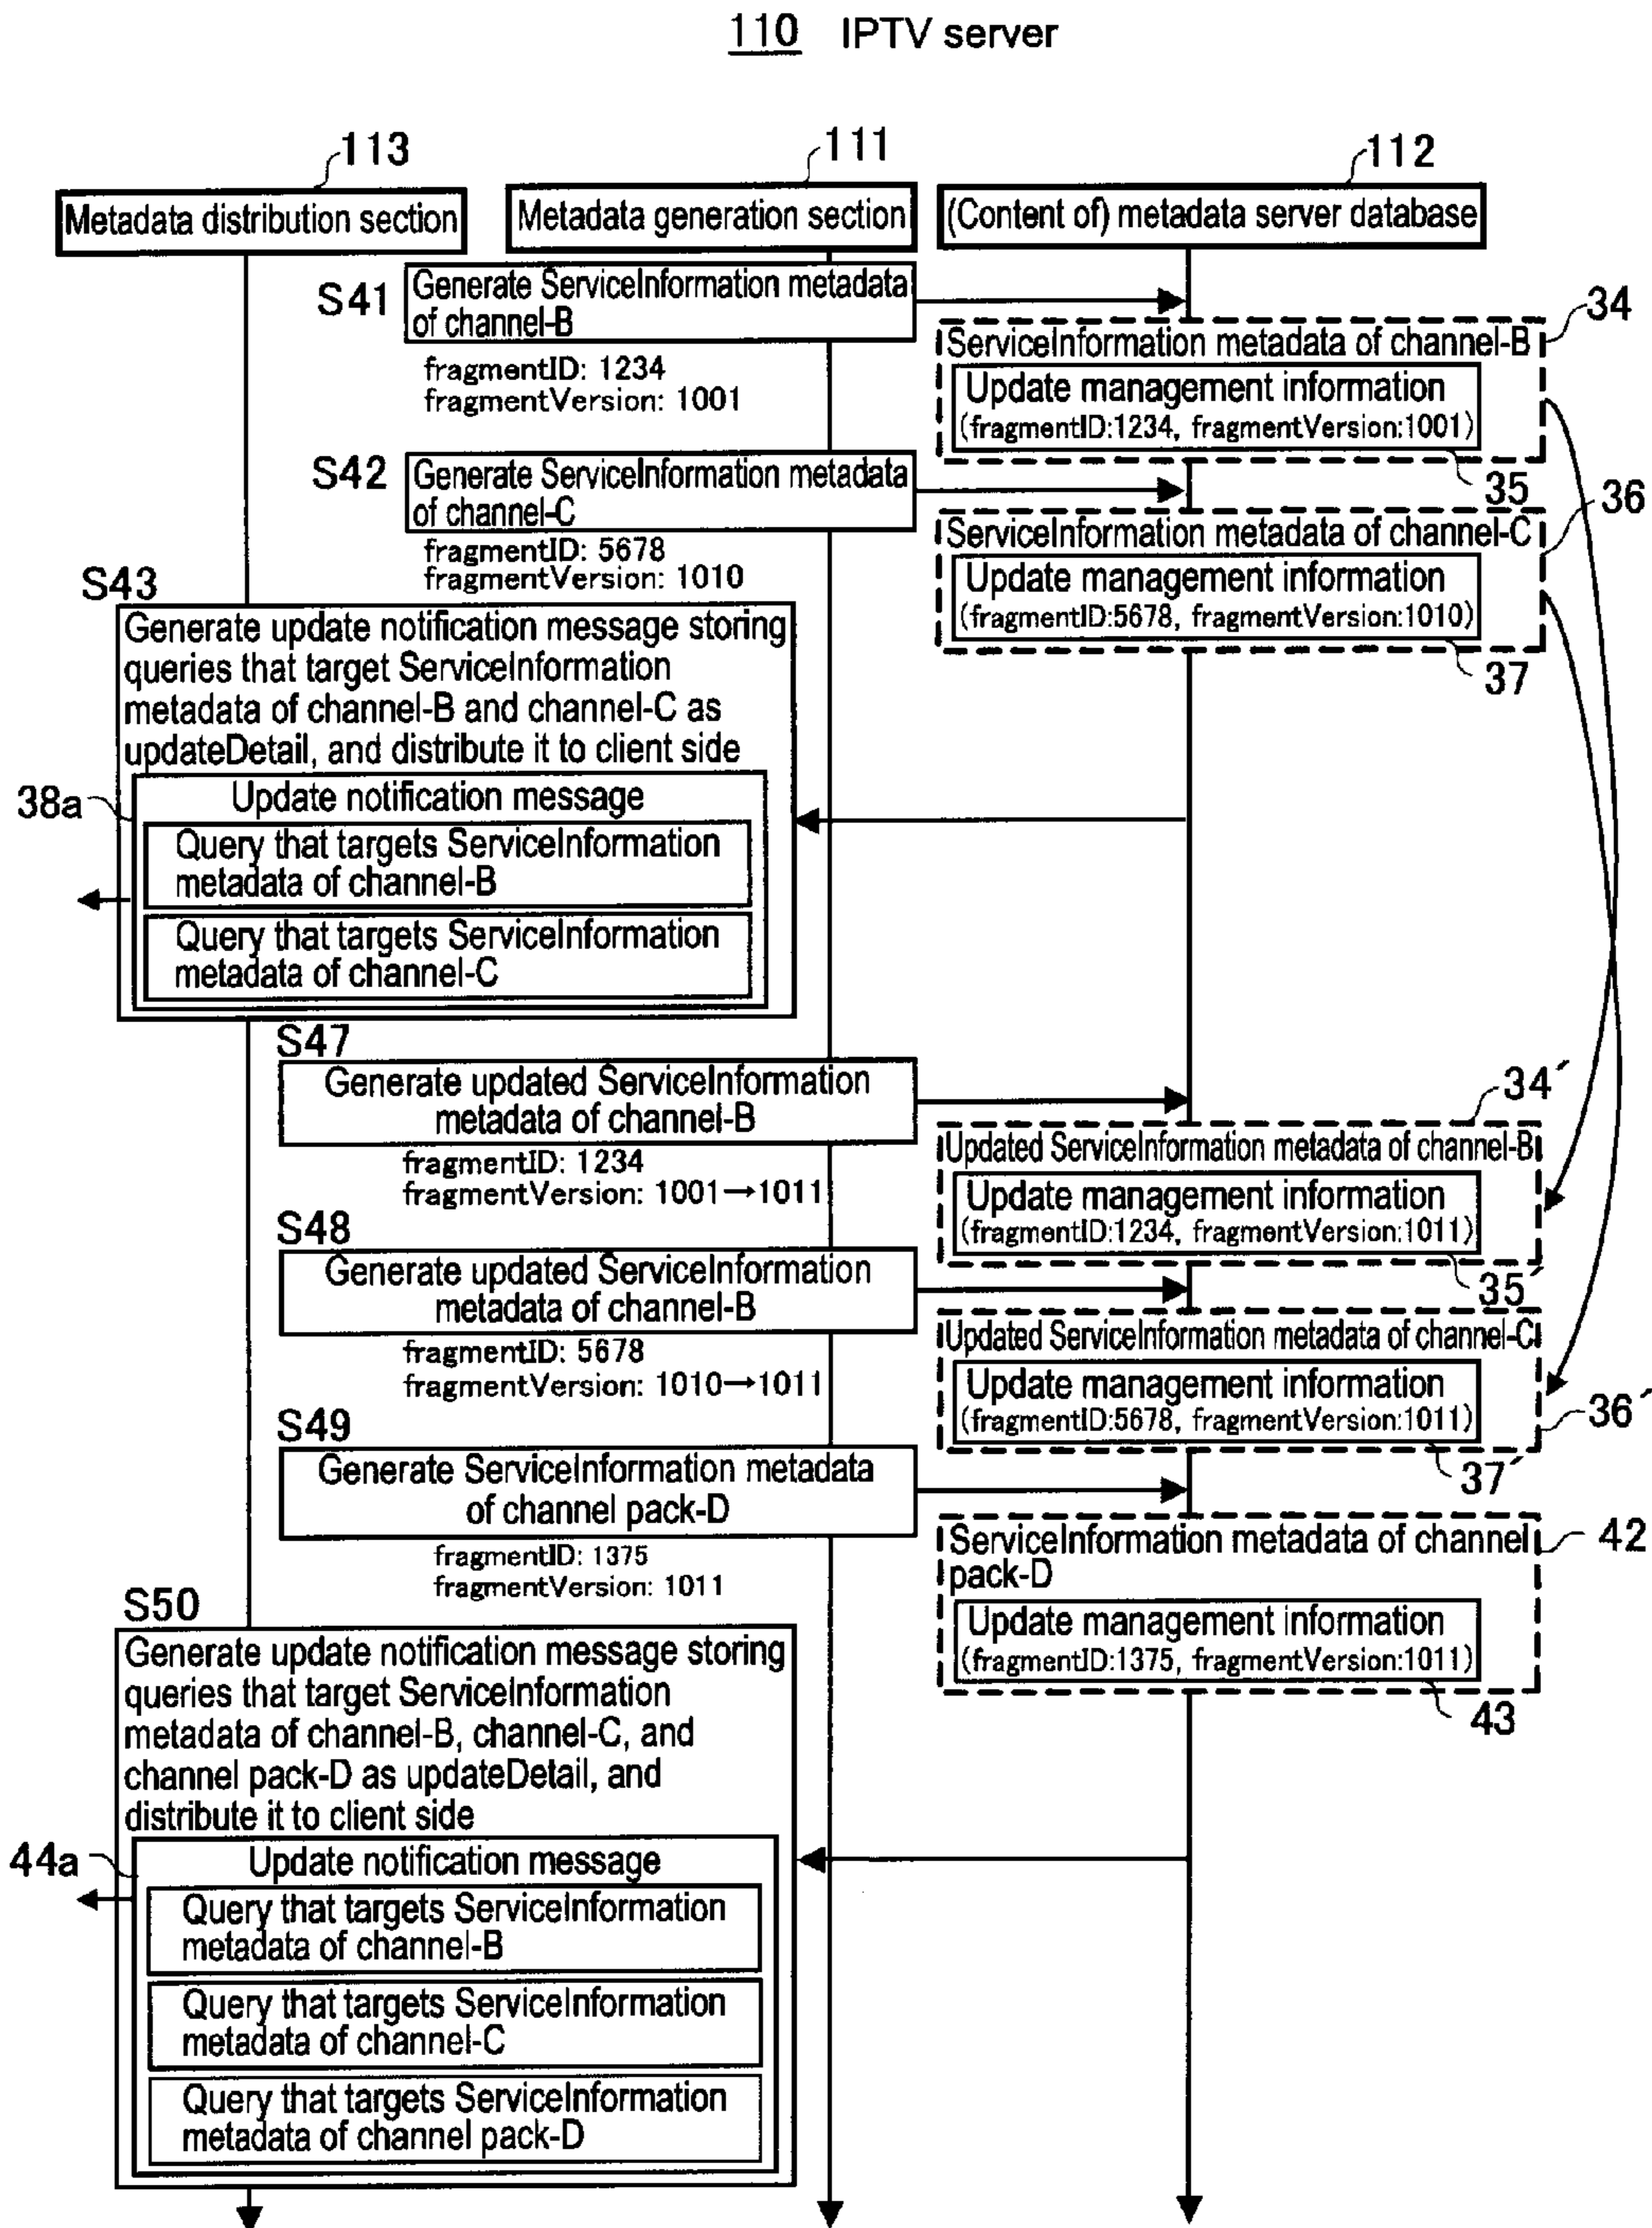 110 IPTV server
113
111
112
Metadata distribution section
Metadata generation section
(Content of) metadata server database
S41
Generate ServiceInformation metadata
of channel-B
fragmentID: 1234
fragmentVersion: 1001
34
ServiceInformation metadata of channel-B
Update management information
(fragmentID:1234, fragmentVersion:1001)
35
S42
Generate ServiceInformation metadata
of channel-C
fragmentID: 5678
fragmentVersion: 1010
36
ServiceInformation metadata of channel-C
Update management information
(fragmentID:5678, fragmentVersion:1010)
37
S43
Generate update notification message storing
queries that target ServiceInformation
metadata of channel-B and channel-C as
updateDetail, and distribute it to client side
38a
Update notification message
Query that targets ServiceInformation
metadata of channel-B
Query that targets ServiceInformation
metadata of channel-C
S47
Generate updated ServiceInformation
metadata of channel-B
fragmentID: 1234
fragmentVersion: 1001→1011
34´
Updated ServiceInformation metadata of channel-B
Update management information
(fragmentID:1234, fragmentVersion:1011)
35´
S48
Generate updated ServiceInformation
metadata of channel-B
fragmentID: 5678
fragmentVersion: 1010→1011
Updated ServiceInformation metadata of channel-C
Update management information
(fragmentID:5678, fragmentVersion:1011)
36´
37´
S49
Generate ServiceInformation metadata
of channel pack-D
fragmentID: 1375
fragmentVersion: 1011
42
ServiceInformation metadata of channel
pack-D
Update management information
(fragmentID:1375, fragmentVersion:1011)
43
S50
Generate update notification message storing
queries that target ServiceInformation
metadata of channel-B, channel-C, and
channel pack-D as updateDetail, and
distribute it to client side
44a
Update notification message
Query that targets ServiceInformation
metadata of channel-B
Query that targets ServiceInformation
metadata of channel-C
Query that targets ServiceInformation
metadata of channel pack-D